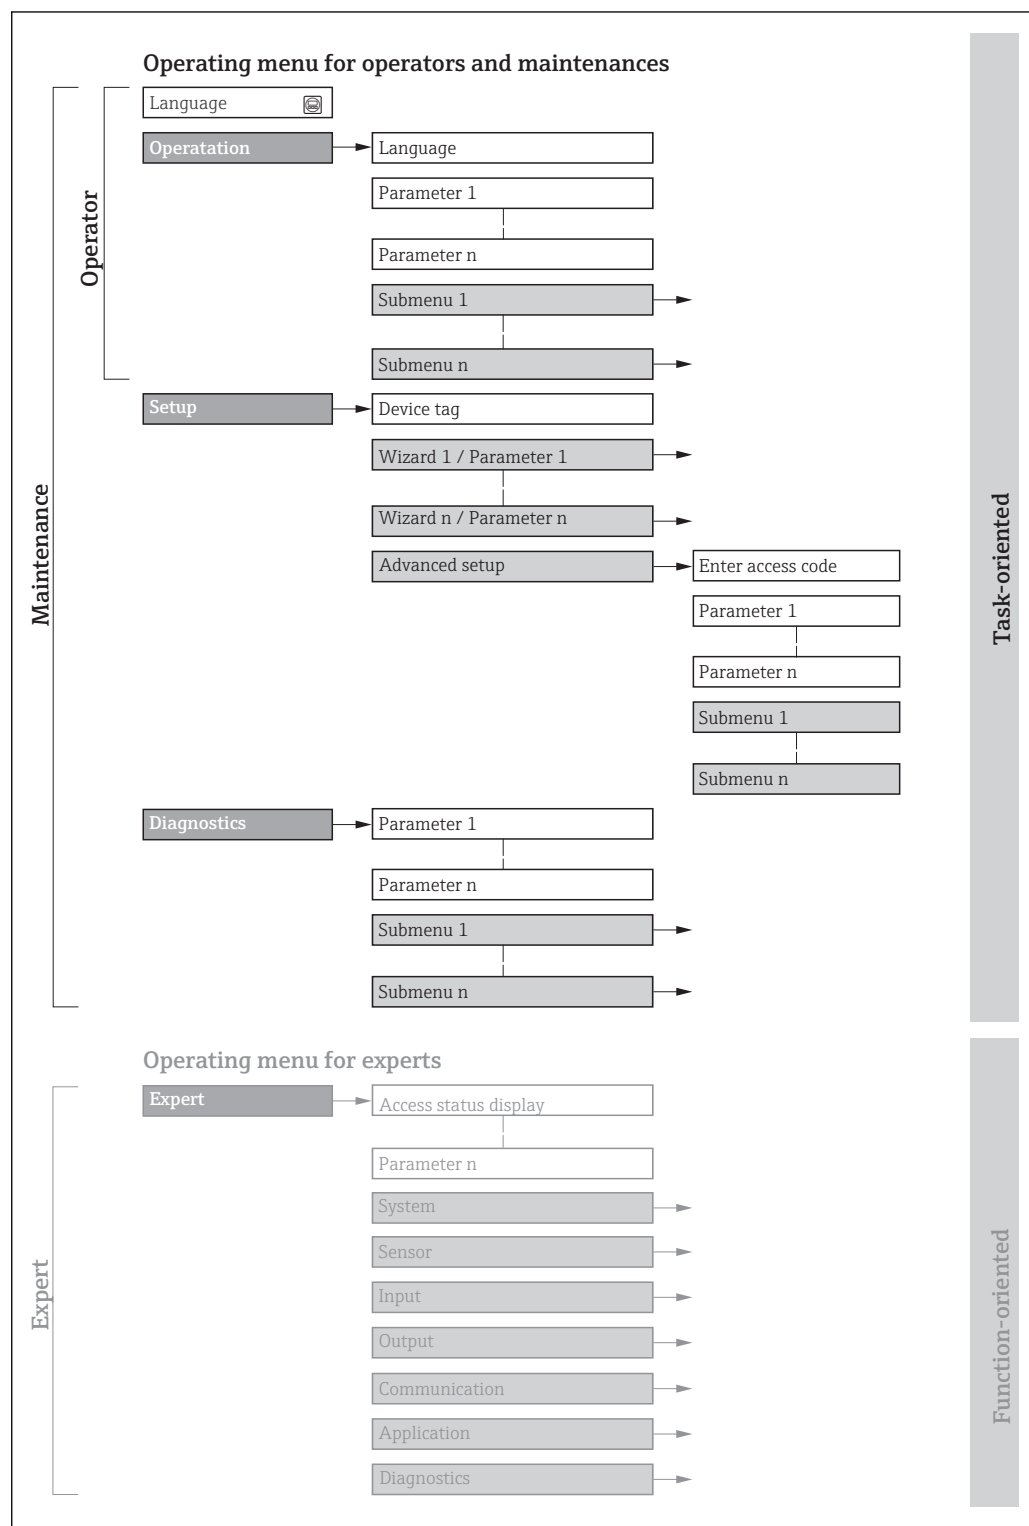 Operating menu for operators and maintenances
Language
Operatation
Language
Parameter 1
Parameter n
Submenu 1
Submenu n
Operator
Setup
Device tag
Wizard 1 / Parameter 1
Wizard n / Parameter n
Advanced setup
Enter access code
Parameter 1
Parameter n
Submenu 1
Submenu n
Maintenance
Task-oriented
Diagnostics
Parameter 1
Parameter n
Submenu 1
Submenu n
Operating menu for experts
Expert
Access status display
Parameter n
System
Sensor
Input
Output
Communication
Application
Diagnostics
Expert
Function-oriented